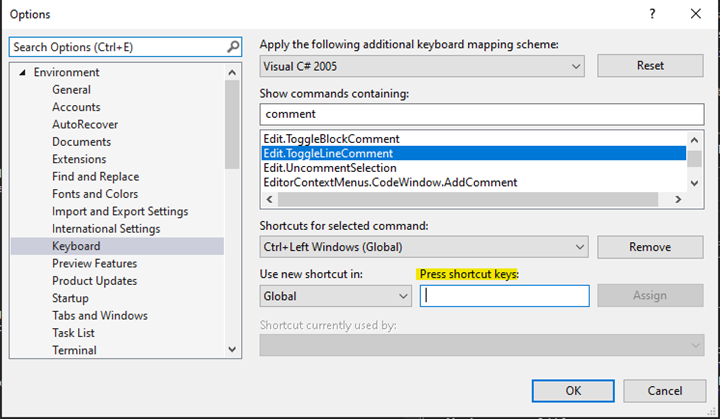 Options
?
Search Options (Ctrl+E)
Environment
General
Accounts
AutoRecover
Documents
Extensions
Find and Replace
Fonts and Colors
Import and Export Settings
International Settings
Keyboard
Preview Features
Product Updates
Startup
Tabs and Windows
Task List
Terminal
Apply the following additional keyboard mapping scheme:
Visual C# 2005
Reset
Show commands containing:
comment
Edit.ToggleBlockComment
Edit.ToggleLineComment
Edit.UncommentSelection
EditorContextMenus.CodeWindow.AddComment
Shortcuts for selected command:
Ctrl+Left Windows (Global)
Remove
Use new shortcut in:
Press shortcut keys:
Global
Assign
Shortcut currently used by:
OK
Cancel